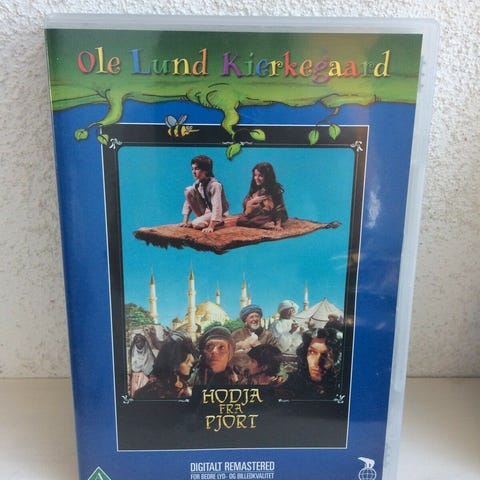 Ole Lund Kierkegaard
HODJA
FRA
PJORT
DIGITALT REMASTERED
FOR BEDRE LYD- OG BILLEDKVALITET
A